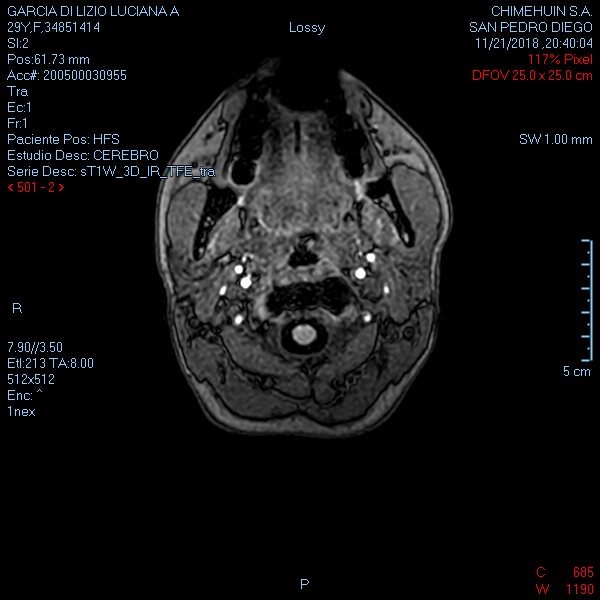 GARCIA DI LIZIO LUCIANA A
29Y,F,34851414
Sl:2
Pos:61.73 mm
Acc#: 200500030955
Tra
Ec:1
Fr:1
Paciente Pos: HFS
Estudio Desc: CEREBRO
Serie Desc: sT1W_3D_IR_TFE_tra
< 501 - 2 >
Lossy
CHIMEHUIN S.A.
SAN PEDRO DIEGO
11/21/2018 ,20:40:04
117% Pixel
DFOV 25.0 x 25.0 cm
SW 1.00 mm
R
5 cm
7.90//3.50
Etl:213 TA:8.00
512x512
Enc: ^
1nex
P
C 685
W 1190